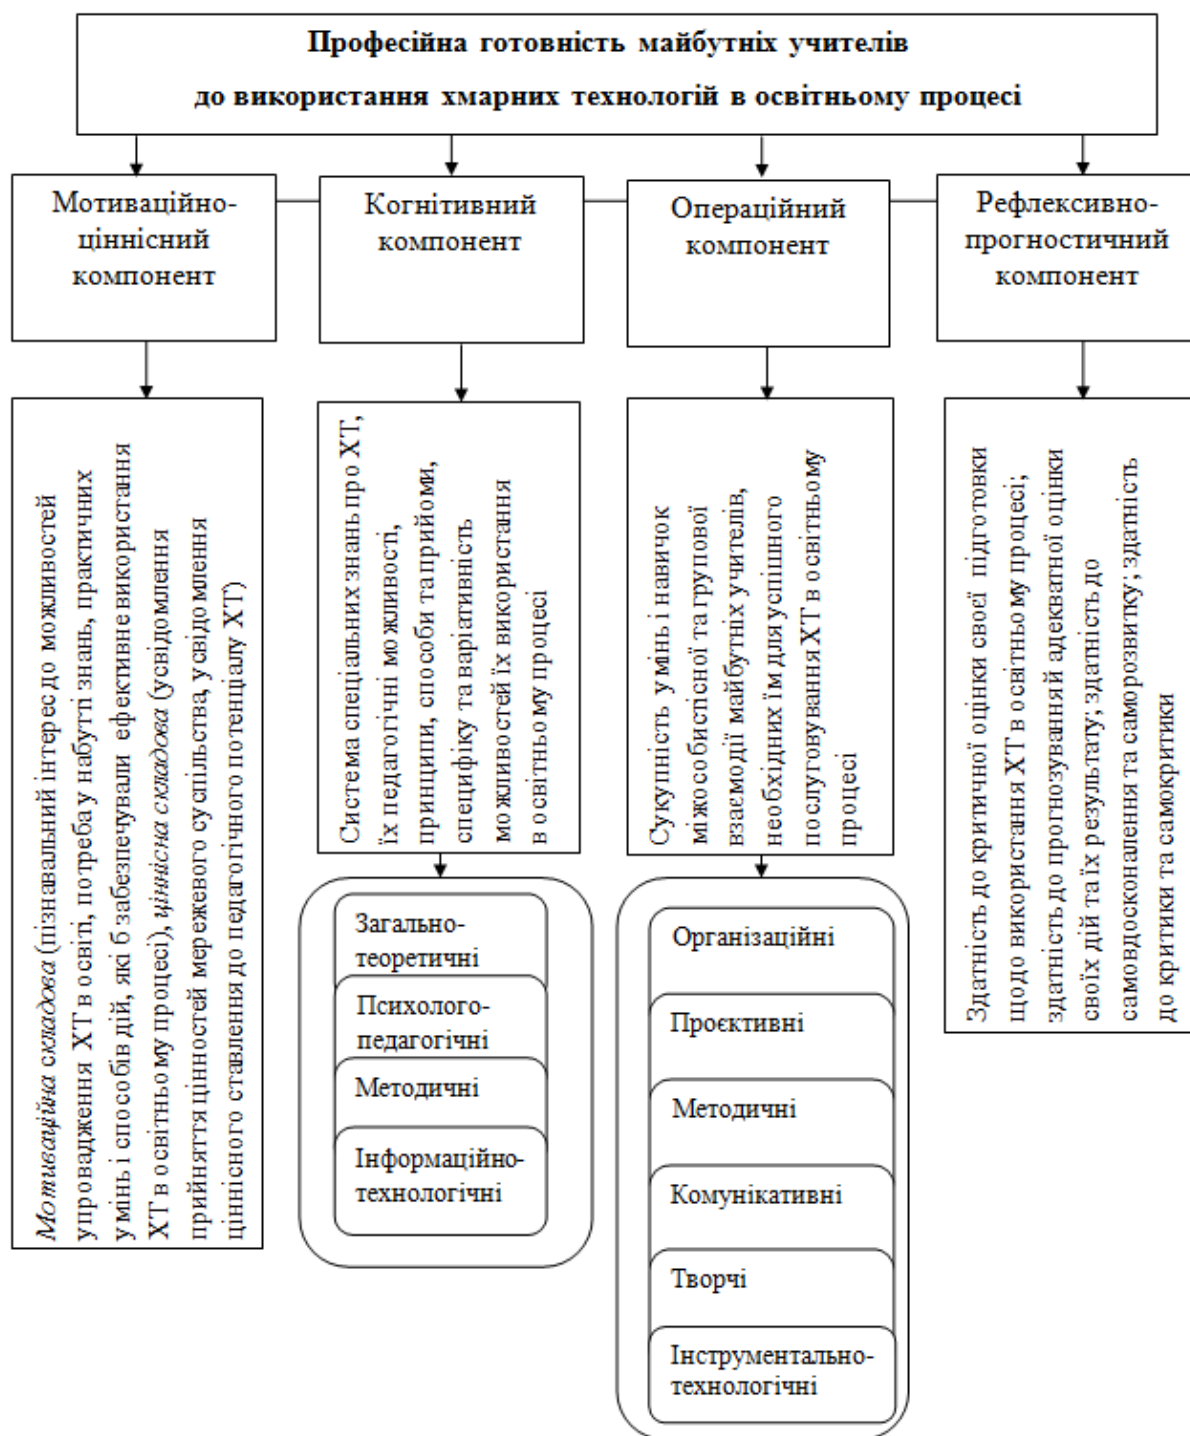 Професійна готовність майбутніх учителів
до використання хмарних технологій в освітньому процесі
Мотиваційно-
ціннісний
компонент
Когнітивний
компонент
Операційний
компонент
Рефлексивно-
прогностичний
компонент
Мотиваційна складова (пізнавальний інтерес до можливостей
упровадження ХТ в освіті, потреба у набутті знань, практичних
умінь і способів дій, які б забезпечували ефективне використання
ХТ в освітньому процесі), ціннісна складова (усвідомлення
прийняття цінностей мережевого суспільства, усвідомлення
ціннісного ставлення до педагогічного потенціалу ХТ)
Система спеціальних знань про ХТ,
їх педагогічні можливості,
принципи, способи та прийоми,
специфіку та варіативність
можливостей їх використання
в освітньому процесі
Сукупність умінь і навичок
міжособиспісної та групової
взаємодії майбутніх учителів,
необхідних їм для успішного
послуговування ХТ в освітньому
процесі
Здатність до критичної оцінки своєї підготовки
щодо використання ХТ в освітньому процесі;
здатність до прогнозування й адекватної оцінки
своїх дій та їх результату; здатність до
самовдосконалення та саморозвитку; здатність
до критики та самокритики
Загально-
теоретичні
Психолого-
педагогічні
Методичні
Інформаційно-
технологічні
Організаційні
Проєктивні
Методичні
Комунікативні
Творчі
Інструментально-
технологічні